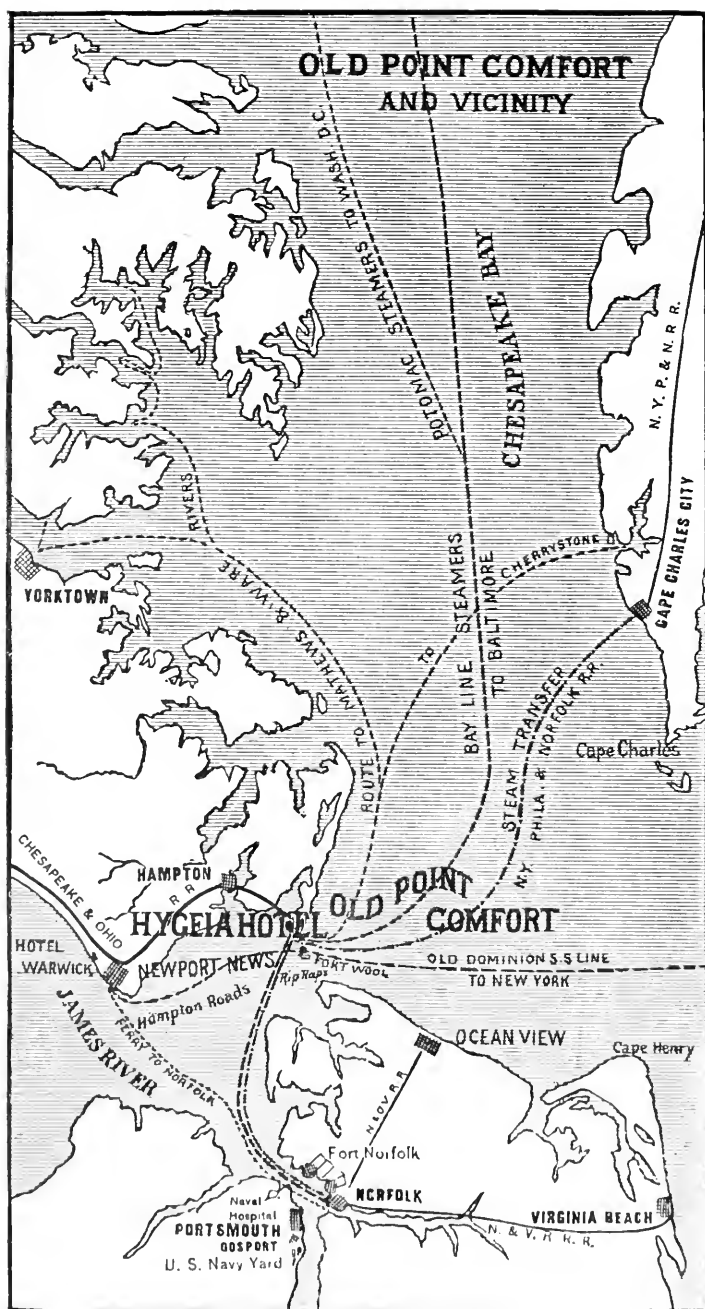 OLD POINT COMFORT
AND VICINITY
POTOMAC STEAMERS TO WASH. D.C.
CHESAPEAKE BAY
N.Y.P. & N.R.R.
RIVERS
YORKTOWN
ROUTE TO MATHEWS & WARE
TO CHERRYSTONE
BAY LINE STEAMERS
TO BALTIMORE
CAPE CHARLES CITY
STEAM TRANSFER
N.Y. PHILA. & NORFOLK R.R.
Cape Charles
CHESAPEAKE & OHIO
R R
HAMPTON
HYGEIA HOTEL
OLD POINT
COMFORT
HOTEL
WARWICK
NEWPORT NEWS
FORT WOOL
Rip Raps
OLD DOMINION S.S LINE
TO NEW YORK
Hampton Roads
JAMES RIVER
FERRY TO NORFOLK
OCEAN VIEW
Cape Henry
N. & O.V. R.R
Fort Norfolk
NORFOLK
Naval
Hospital
PORTSMOUTH
GOSPORT
U. S. Navy Yard
VIRGINIA BEACH
N. & V. R R R.